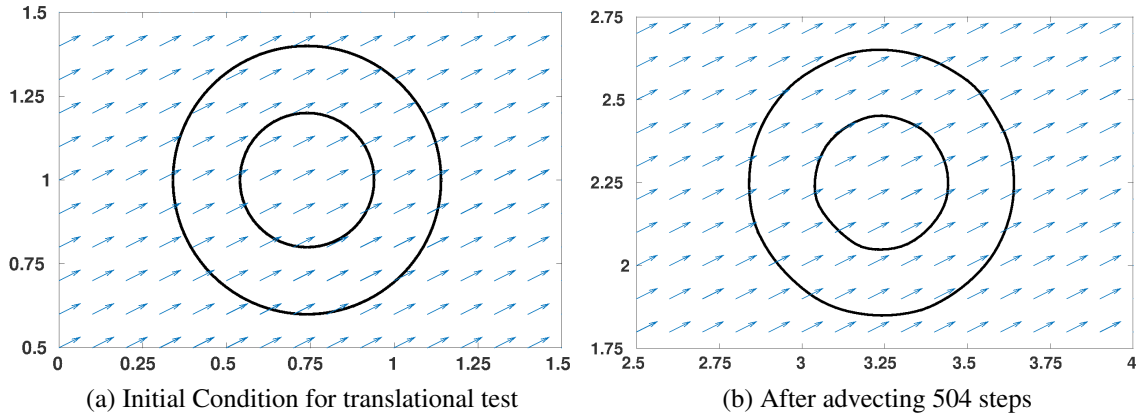 1.5
1.25
1
0.75
0.5
0 0.25 0.5 0.75 1 1.25 1.5
2.75
2.5
2.25
2
1.75
2.5 2.75 3 3.25 3.5 3.75 4
(a) Initial Condition for translational test
(b) After advecting 504 steps